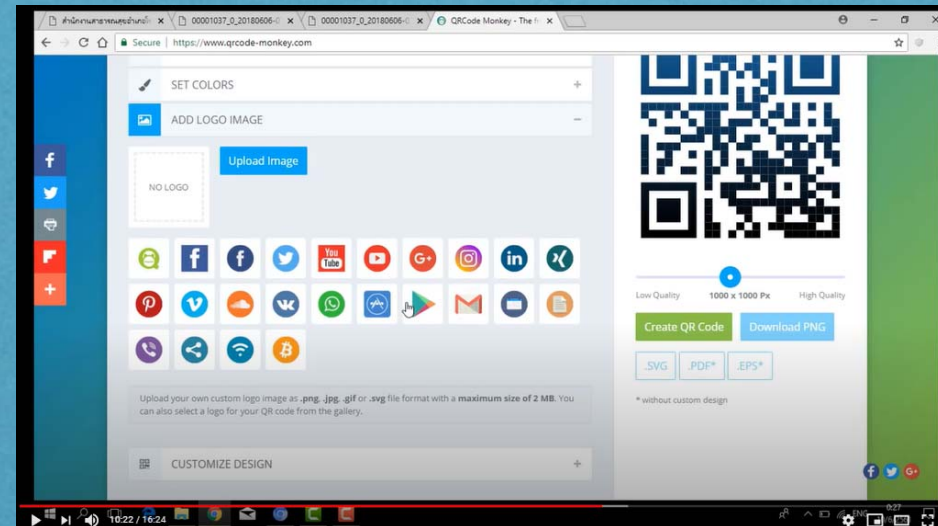 สำนักงานสาธารณสุขอำเภอ
00001037_0_20180606-0
00001037_0_20180606-0
QRCode Monkey - The fr
Secure | https://www.qrcode-monkey.com
SET COLORS
ADD LOGO IMAGE
NO LOGO
Upload Image
You
Tube
Low Quality
1000 x 1000 Px
High Quality
Create QR Code
Download PNG
.SVG
.PDF*
.EPS*
* without custom design
Upload your own custom logo image as .png, .jpg, .gif or .svg file format with a maximum size of 2 MB. You
can also select a logo for your QR code from the gallery.
CUSTOMIZE DESIGN
10:22 / 16:24
ENG